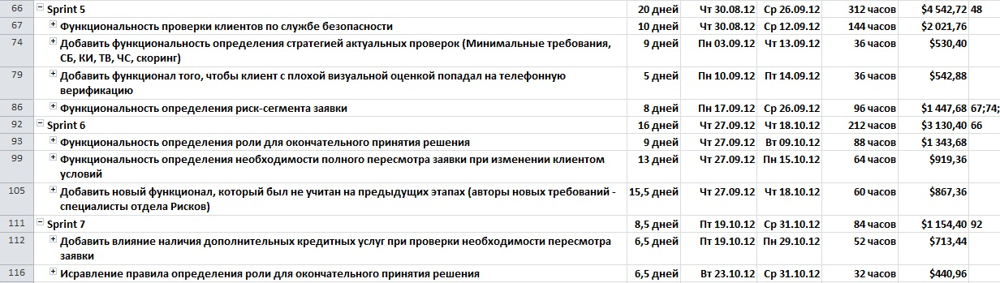 66 Sprint 5 20 дней Чт 30.08.12 Ср 26.09.12 312 часов $4 542,72 48
67 Функциональность проверки клиентов по службе безопасности 10 дней Чт 30.08.12 Ср 12.09.12 144 часов $2 021,76
74 Добавить функциональность определения стратегией актуальных проверок (Минимальные требования, 9 дней Пн 03.09.12 Чт 13.09.12 36 часов $530,40
СБ, КИ, ТВ, ЧС, скоринг)
79 Добавить функционал того, чтобы клиент с плохой визуальной оценкой попадал на телефонную 5 дней Пн 10.09.12 Пт 14.09.12 36 часов $542,88
верификацию
86 Функциональность определения риск-сегмента заявки 8 дней Пн 17.09.12 Ср 26.09.12 96 часов $1 447,68 67;74;
92 Sprint 6 16 дней Чт 27.09.12 Чт 18.10.12 212 часов $3 130,40 66
93 Функциональность определения роли для окончательного принятия решения 9 дней Чт 27.09.12 Вт 09.10.12 88 часов $1 343,68
99 Функциональность определения необходимости полного пересмотра заявки при изменении клиентом 13 дней Чт 27.09.12 Пн 15.10.12 64 часов $919,36
условий
105 Добавить новый функционал, который был не учитан на предыдущих этапах (авторы новых требований - 15,5 дней Чт 27.09.12 Чт 18.10.12 60 часов $867,36
специалисты отдела Рисков)
111 Sprint 7 8,5 дней Пт 19.10.12 Ср 31.10.12 84 часов $1 154,40 92
112 Добавить влияние наличия дополнительных кредитных услуг при проверки необходимости пересмотра 6,5 дней Пт 19.10.12 Пн 29.10.12 52 часов $713,44
заявки
116 Исравление правила определения роли для окончательного принятия решения 6,5 дней Вт 23.10.12 Ср 31.10.12 32 часов $440,96